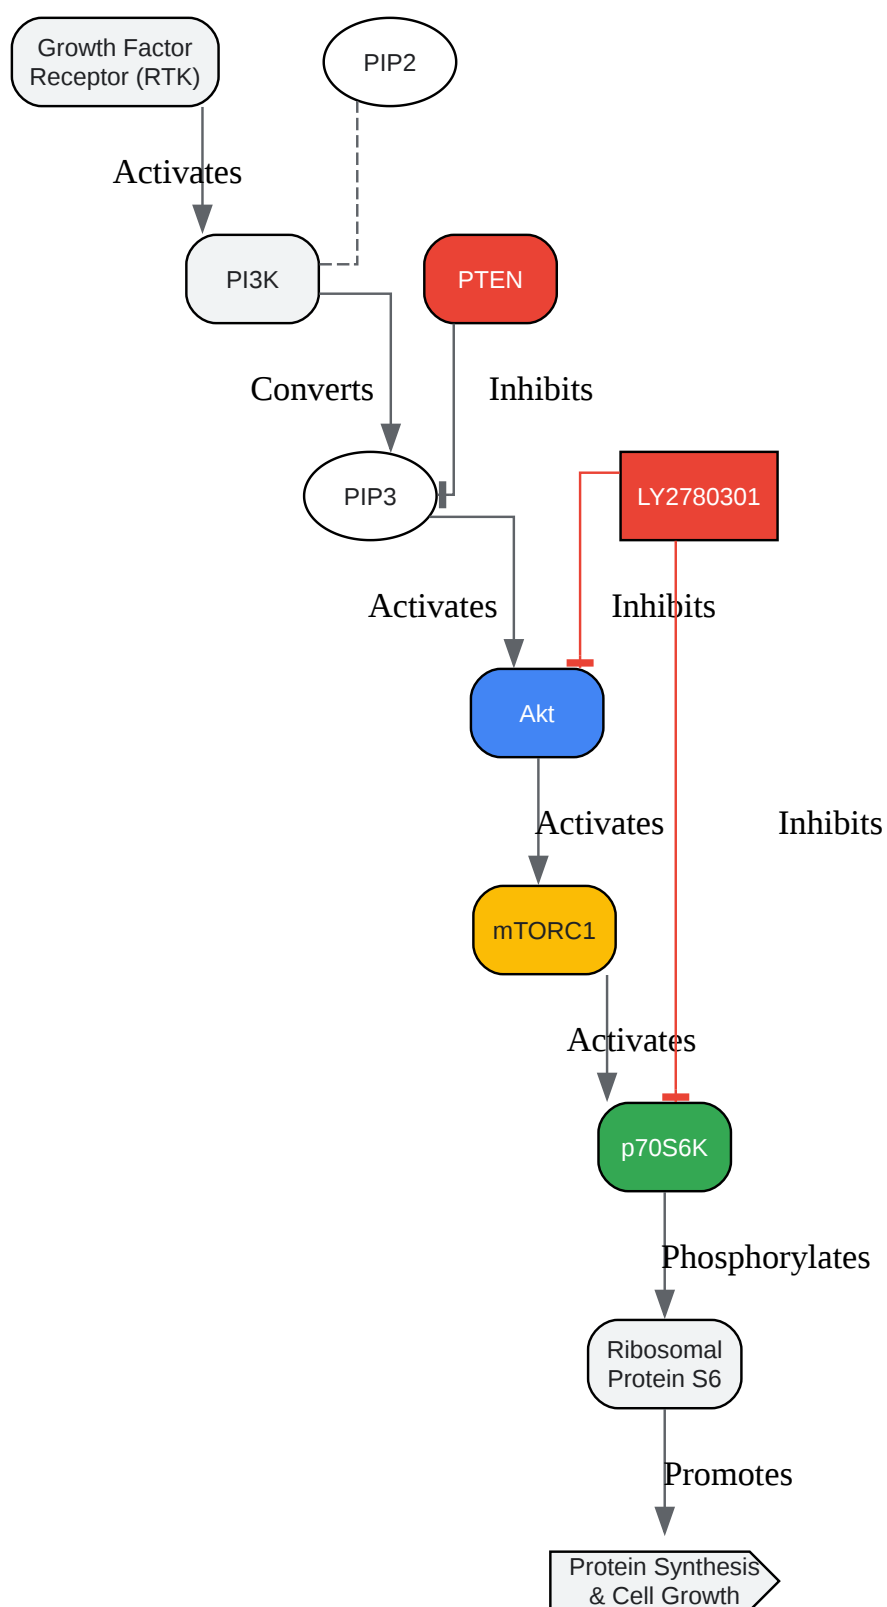 Growth Factor
Receptor (RTK)
PIP2
Activates
PI3K
PTEN
Converts
Inhibits
PIP3
LY2780301
Activates
Inhibits
Akt
Activates
Inhibits
mTORC1
Activates
p70S6K
Phosphorylates
Ribosomal
Protein S6
Promotes
Protein Synthesis
& Cell Growth